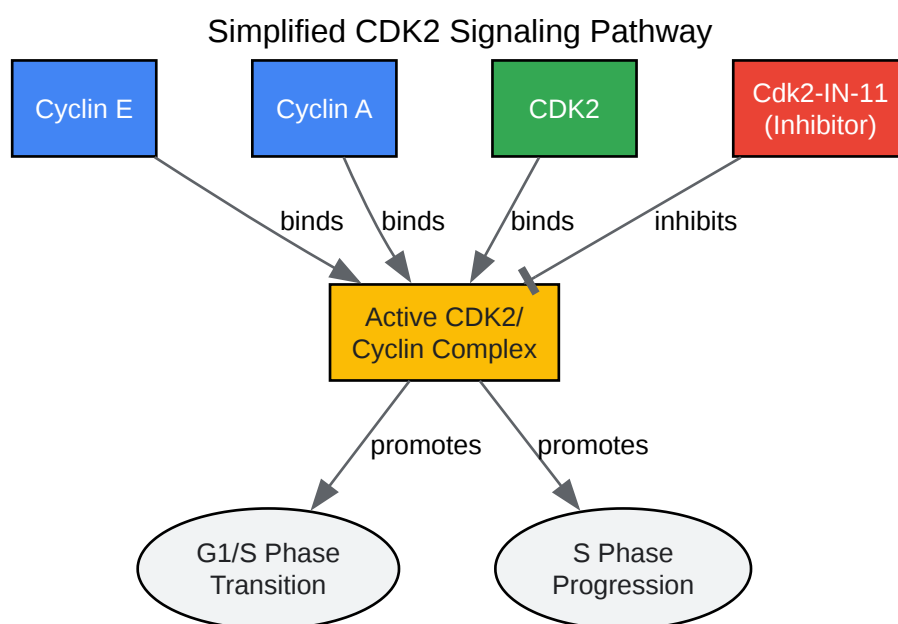 Simplified CDK2 Signaling Pathway
Cyclin E
Cyclin A
CDK2
Cdk2-IN-11
(Inhibitor)
binds
binds
binds
inhibits
Active CDK2/
Cyclin Complex
promotes
promotes
G1/S Phase
Transition
S Phase
Progression